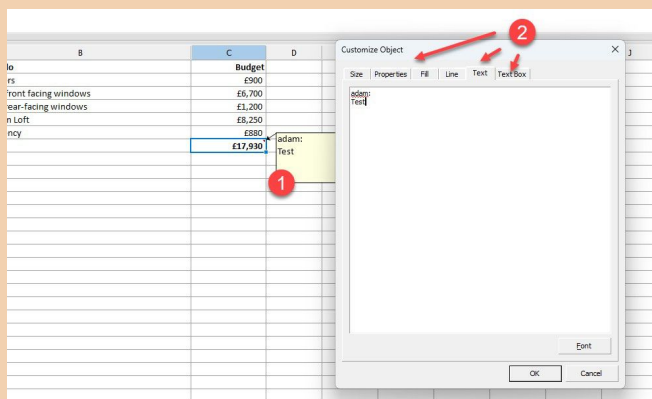 2
Customize Object
B C D J
lo Budget
rs £900
front facing windows £6,700
rear-facing windows £1,200
n Loft £8,250
ncy £880
£17,930
adam:
Test
1
Size Properties Fill Line Text Text Box
adam:
Test
Font
OK Cancel